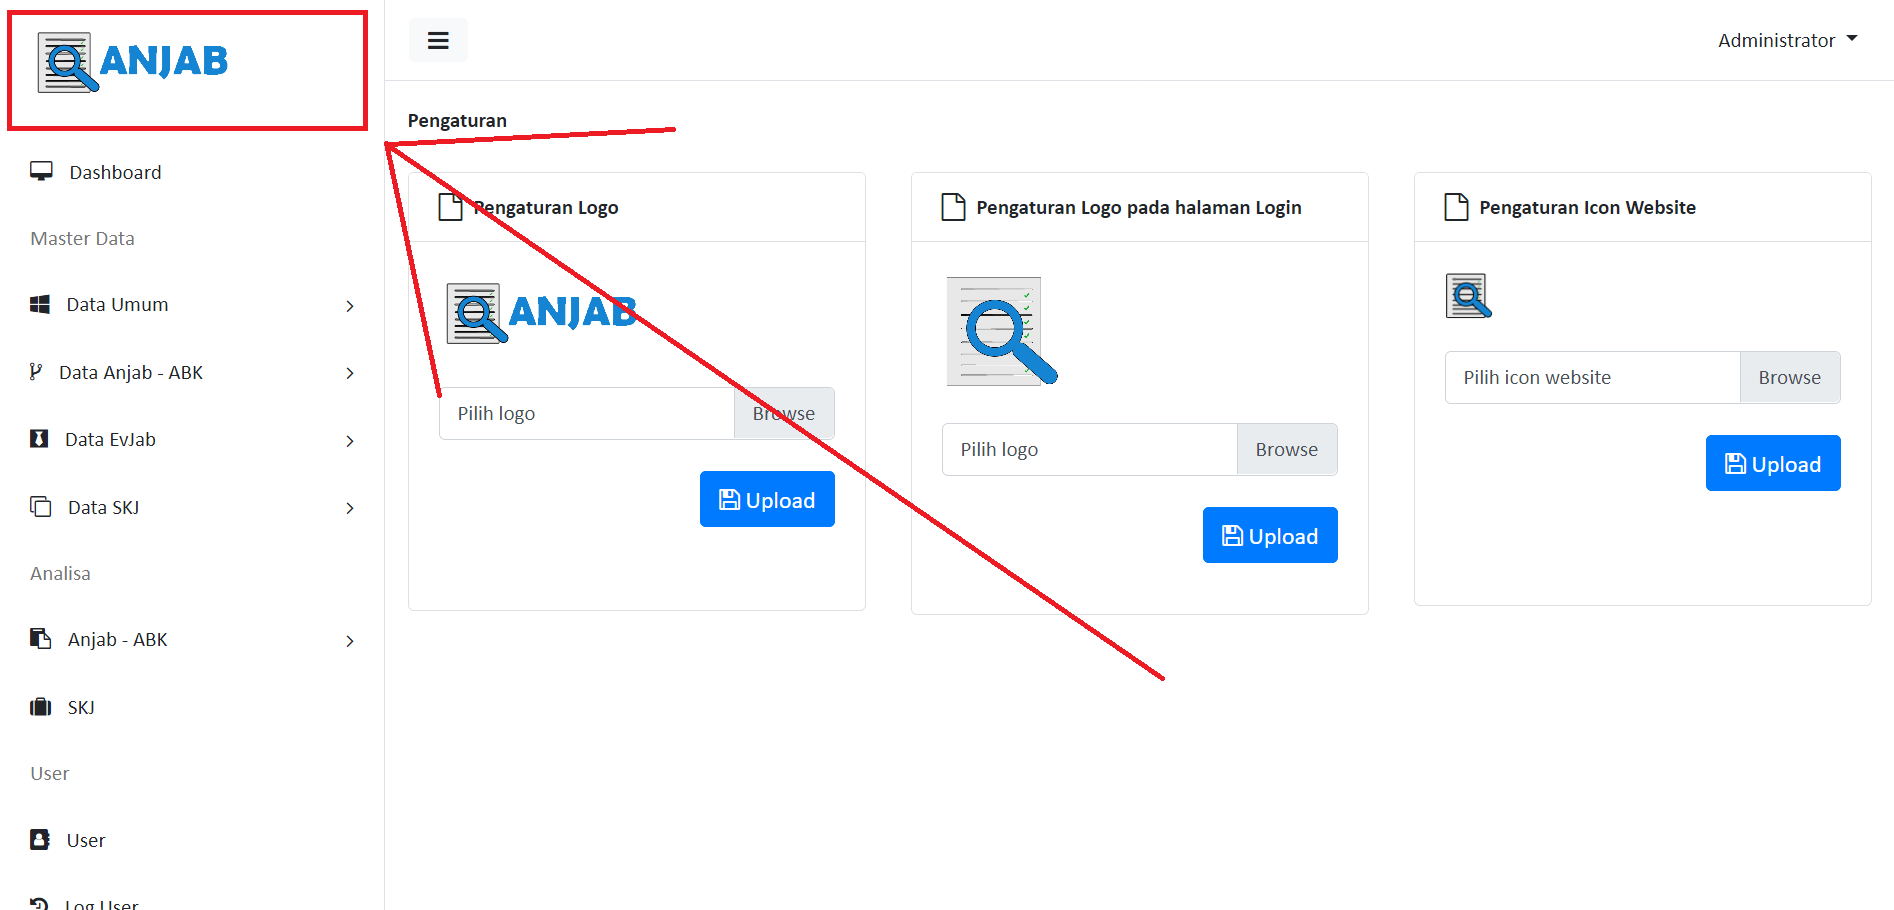 ANJAB
Administrator
Pengaturan
Dashboard
Master Data
Data Umum
Data Anjab - ABK
Data EvJab
Data SKJ
Analisa
Anjab - ABK
SKJ
User
User
Log User
Pengaturan Logo
ANJAB
Pilih logo
Browse
Upload
Pengaturan Logo pada halaman Login
Pilih logo
Browse
Upload
Pengaturan Icon Website
Pilih icon website
Browse
Upload